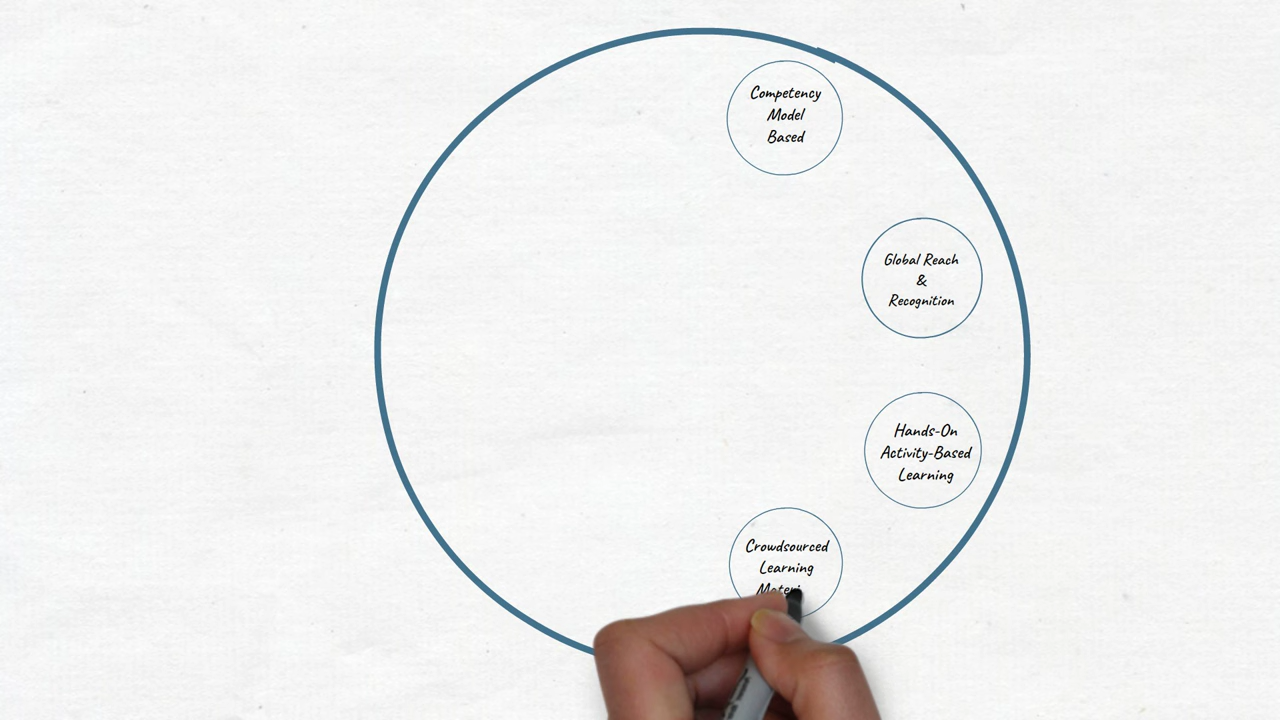 Competency
Model
Based
Global Reach
&
Recognition
Hands-On
Activity-Based
Learning
Crowdsourced
Learning